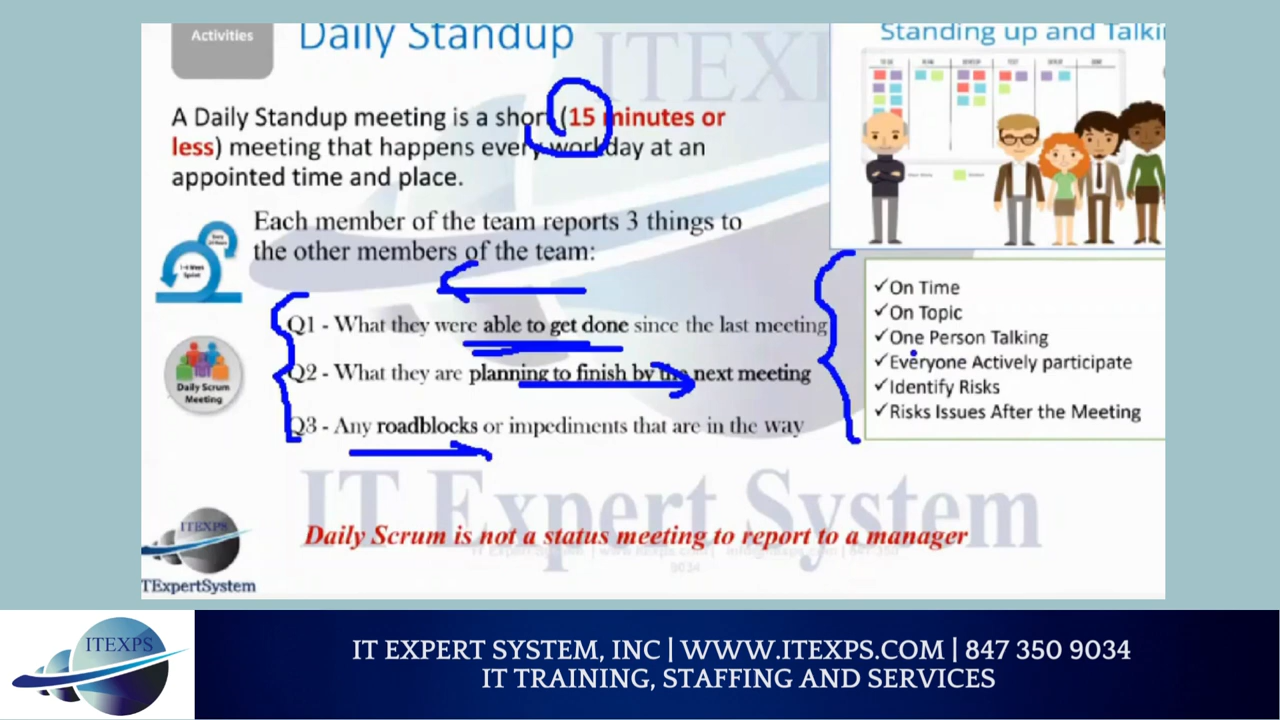 Activities
Daily Standup
Standing up and Talki
A Daily Standup meeting is a short (15 minutes or
less) meeting that happens every workday at an
appointed time and place.
Each member of the team reports 3 things to
the other members of the team:
Q1 - What they were able to get done since the last meeting
Q2 - What they are planning to finish by the next meeting
Q3 - Any roadblocks or impediments that are in the way
Daily Scrum
Meeting
✓On Time
✓On Topic
✓One Person Talking
✓Everyone Actively participate
✓Identify Risks
✓Risks Issues After the Meeting
ITEXPS
IT Expert System
Daily Scrum is not a status meeting to report to a manager
ITEXPS
ITExpertSystem
ITEXPS
IT EXPERT SYSTEM, INC | WWW.ITEXPS.COM | 847 350 9034
IT TRAINING, STAFFING AND SERVICES